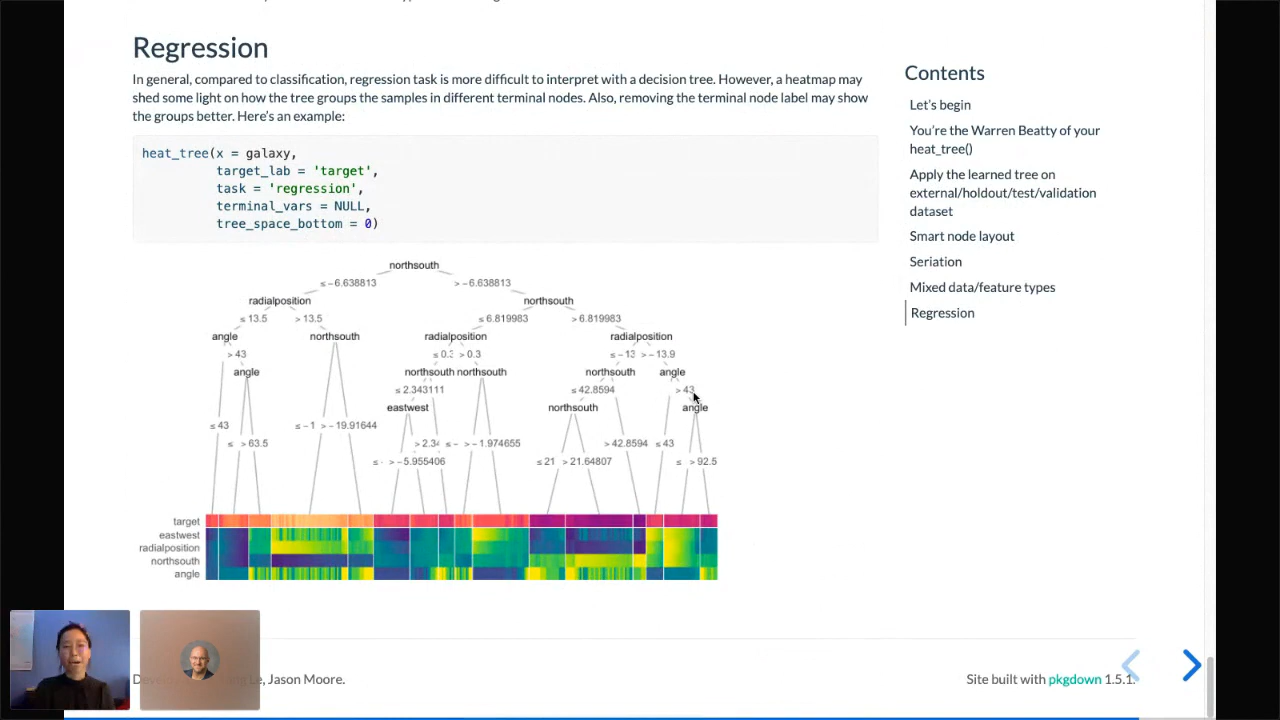 Regression
In general, compared to classification, regression task is more difficult to interpret with a decision tree. However, a heatmap may
shed some light on how the tree groups the samples in different terminal nodes. Also, removing the terminal node label may show
the groups better. Here's an example:
heat_tree(x = galaxy,
target_lab = 'target',
task = 'regression',
terminal_vars = NULL,
tree_space_bottom = 0)
northsouth
≤ −6.638813 > −6.638813
radialposition northsouth
≤ 13.5 > 13.5 ≤ 6.819983 > 6.819983
angle northsouth radialposition radialposition
> 43 > 0.3 ≤ −13 > −13.9
angle northsouth northsouth northsouth angle
≤ 2.343111 ≤ 42.8594 > 43
eastwest northsouth angle
≤ 43 ≤ −1 > −19.91644
≤ > 63.5 > 2.34 ≤ − > −1.974655 > 42.8594 ≤ 43
≤ − > −5.955406 ≤ 21 > 21.64807 ≤ > 92.5
target
eastwest
radialposition
northsouth
angle
Contents
Let's begin
You're the Warren Beatty of your
heat_tree()
Apply the learned tree on
external/holdout/test/validation
dataset
Smart node layout
Seriation
Mixed data/feature types
Regression
Le, Jason Moore.
Site built with pkgdown 1.5.1.